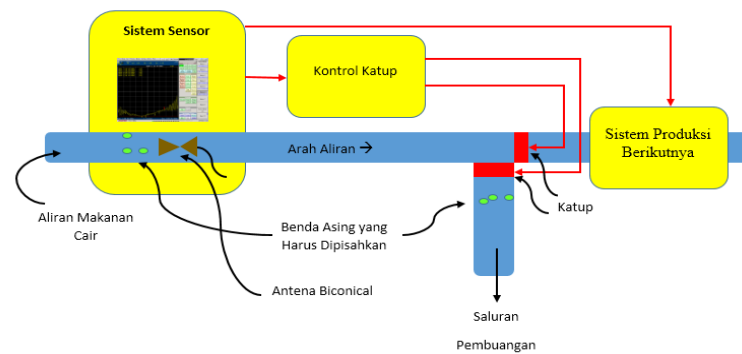 Sistem Sensor
Kontrol Katup
Sistem Produksi
Berikutnya
Arah Aliran →
Aliran Makanan
Cair
Benda Asing yang
Harus Dipisahkan
Katup
Antena Biconical
Saluran
Pembuangan